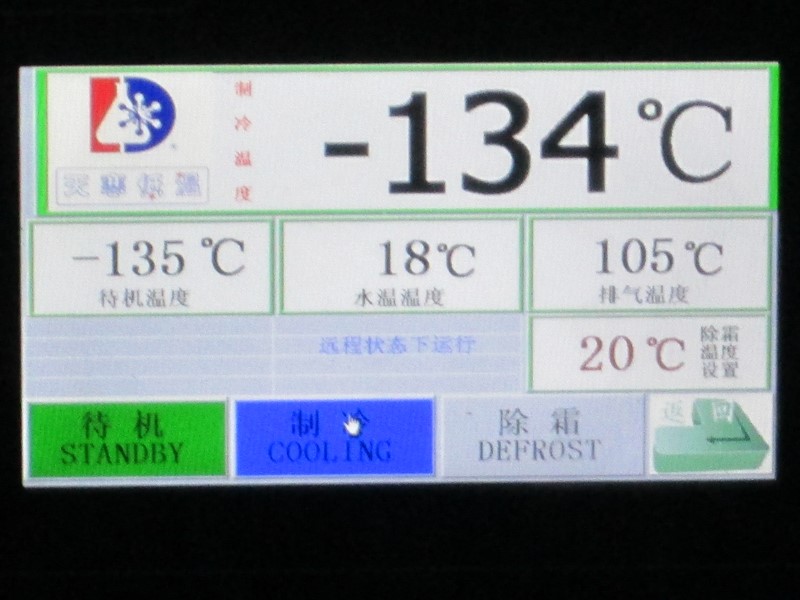 制冷温度
-134℃
-135℃
待机温度
18℃
水温温度
105℃
排气温度
远程状态下运行
20℃
除霜
温度
设置
待机
STANDBY
制冷
COOLING
除霜
DEFROST
返回